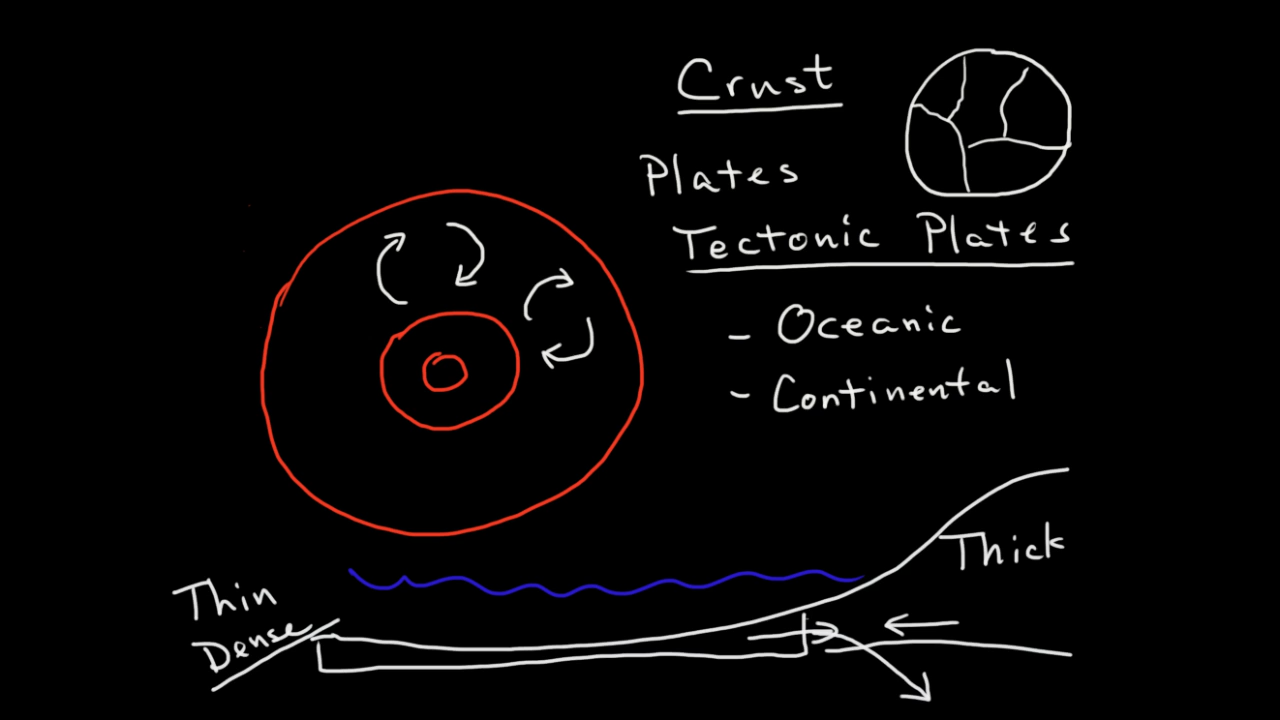 Crust
Plates
Tectonic Plates
- Oceanic
- Continental
Thick
Thin
Dense